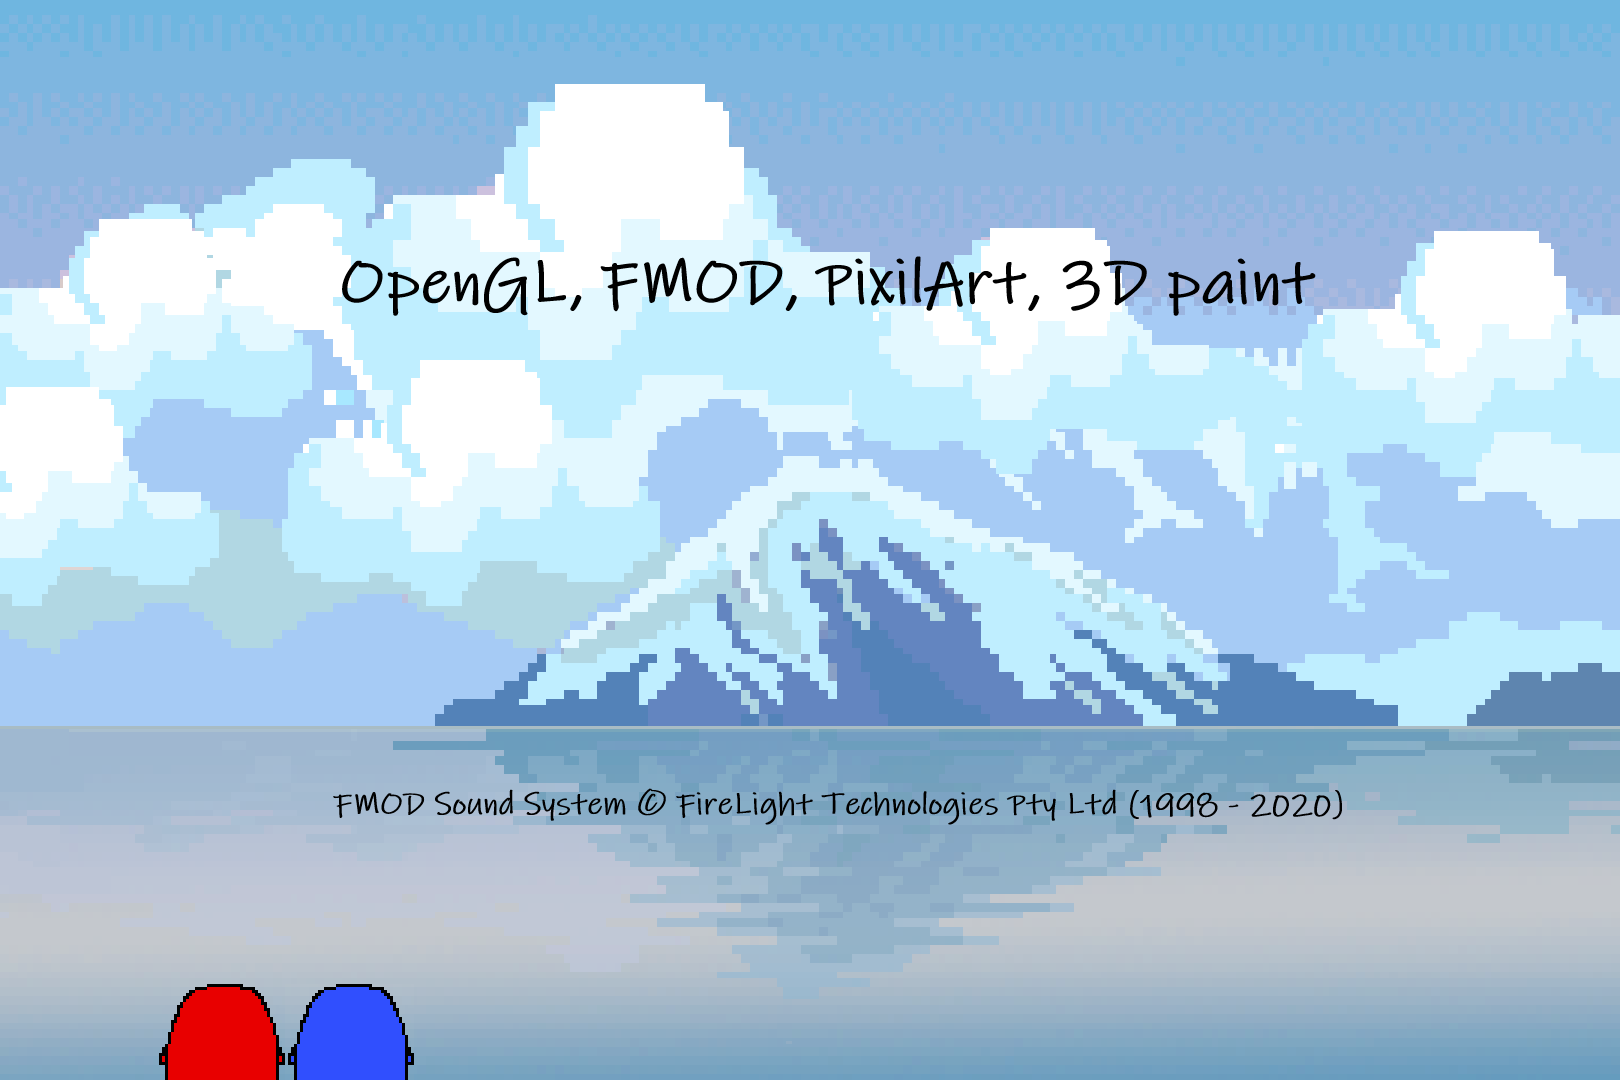 OpenGL, FMOD, PixilArt, 3D paint
FMOD Sound System © FireLight Technologies Pty Ltd (1998 - 2020)